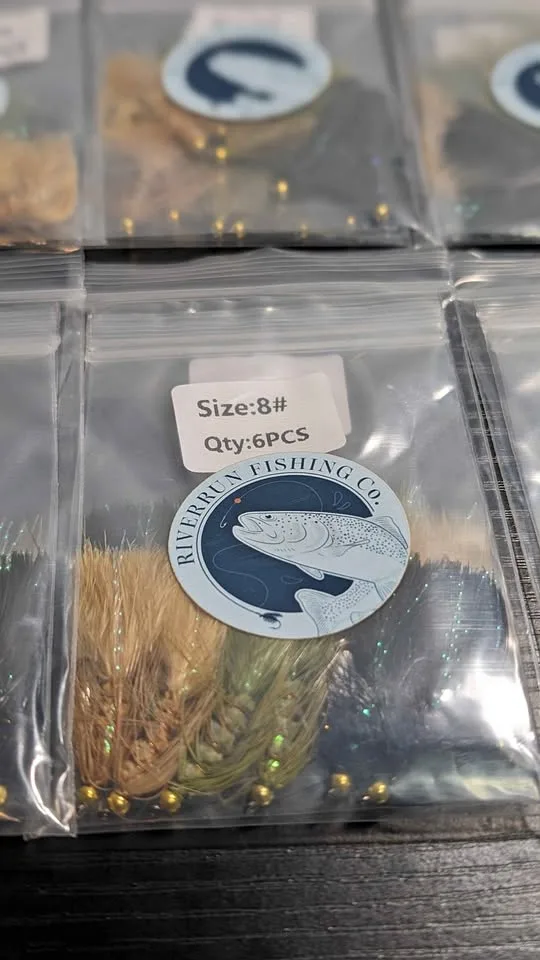 Size:8#
Qty:6PCS
RIVERRUN FISHING Co.